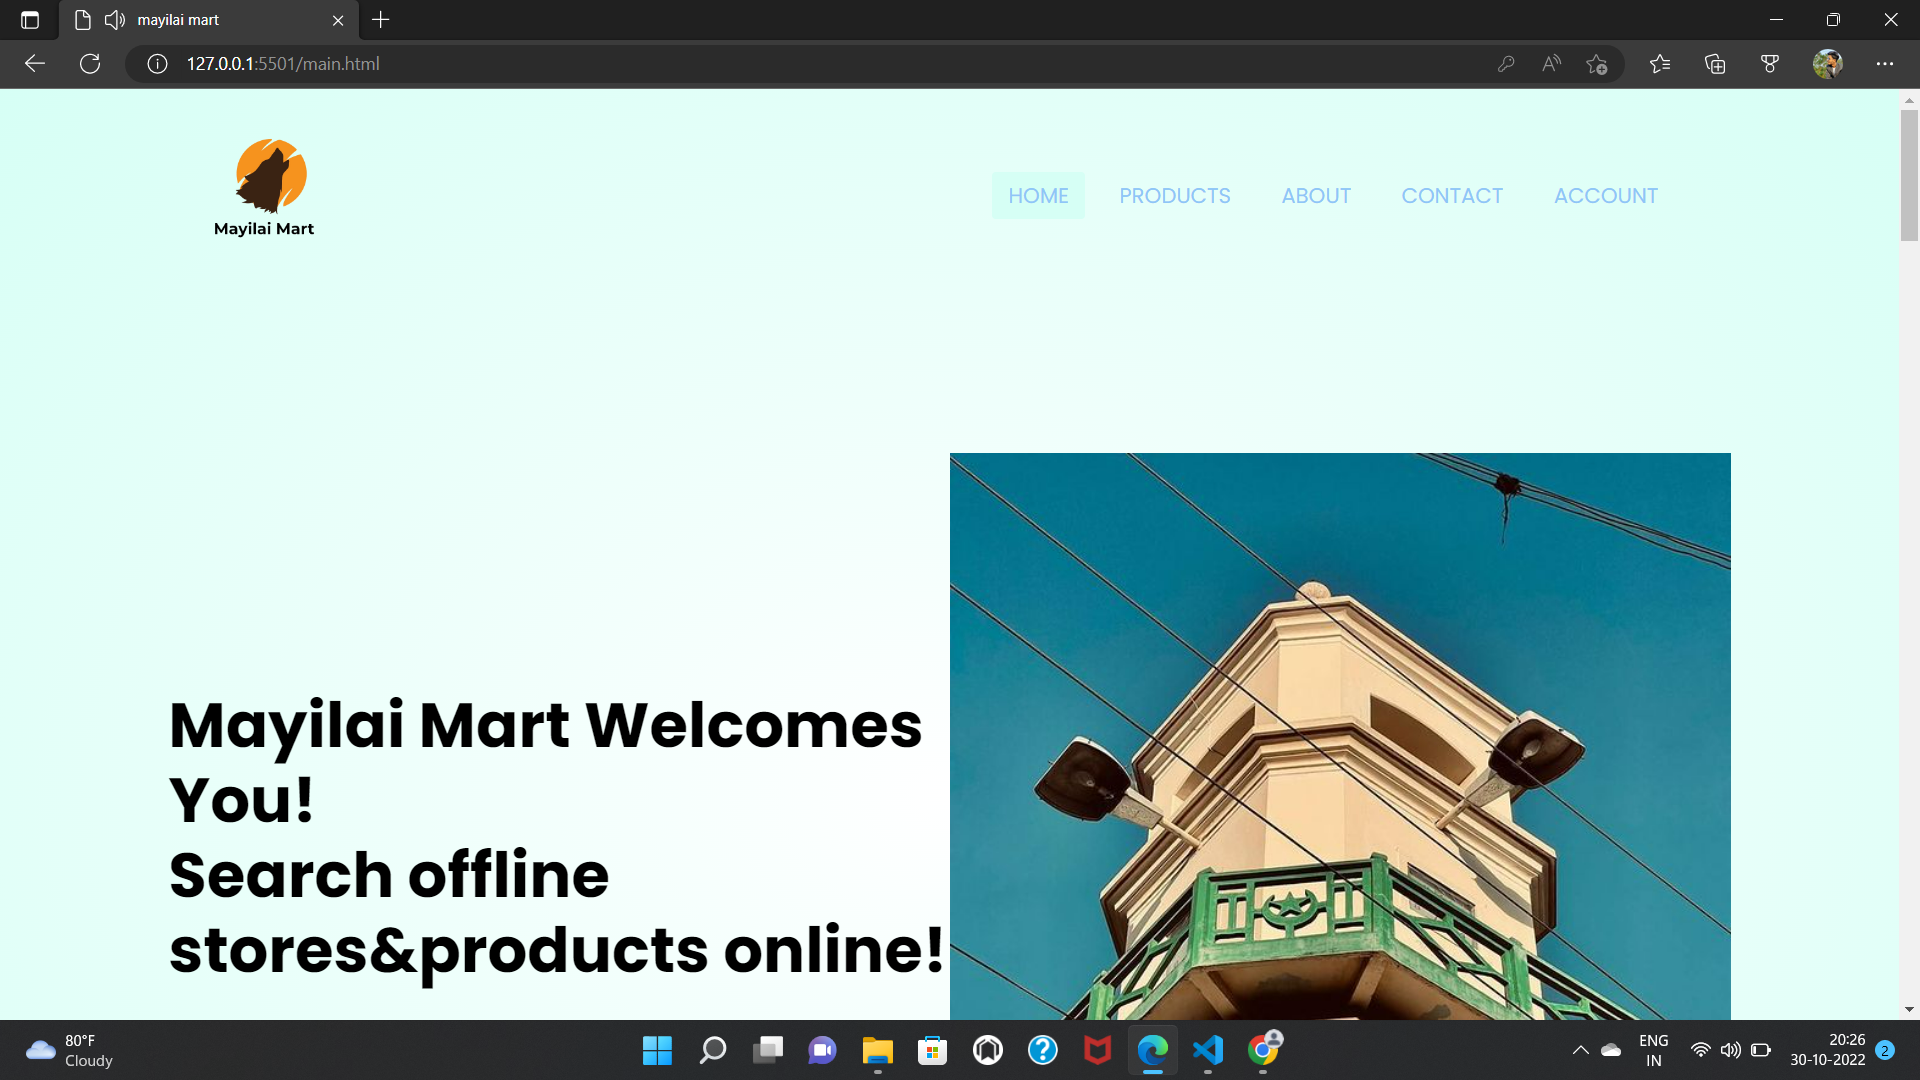 mayilai mart
127.0.0.1:5501/main.html
Mayilai Mart
HOME PRODUCTS ABOUT CONTACT ACCOUNT
Mayilai Mart Welcomes
You!
Search offline
stores&products online!
80°F
Cloudy
ENG
IN
20:26
30-10-2022
2